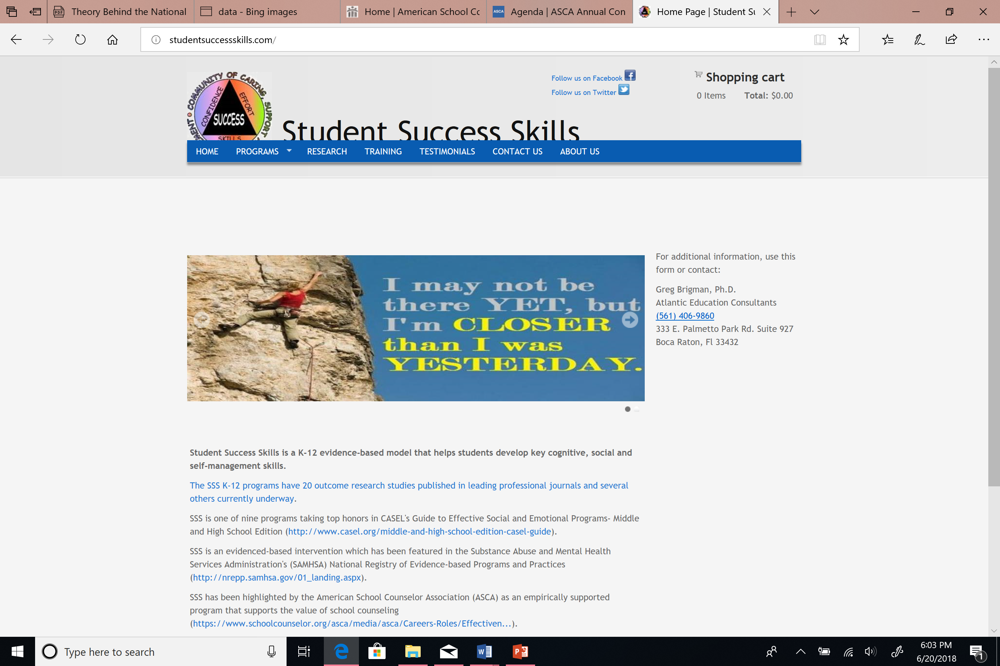 Theory Behind the National
data - Bing images
Home | American School Co
ASCA
Agenda | ASCA Annual Con
Home Page | Student Su
studentsuccessskills.com/
COMMUNITY OF CARING, SUPPORT
CONFIDENCE
EFFORT
SUCCESS
SKILLS
Student Success Skills
Follow us on Facebook
Follow us on Twitter
Shopping cart
0 Items Total: $0.00
HOME PROGRAMS RESEARCH TRAINING TESTIMONIALS CONTACT US ABOUT US
I may not be
there YET, but
I'm CLOSER
than I was
YESTERDAY.
For additional information, use this
form or contact:
Greg Brigman, Ph.D.
Atlantic Education Consultants
(561) 406-9860
333 E. Palmetto Park Rd. Suite 927
Boca Raton, Fl 33432
Student Success Skills is a K-12 evidence-based model that helps students develop key cognitive, social and
self-management skills.
The SSS K-12 programs have 20 outcome research studies published in leading professional journals and several
others currently underway.
SSS is one of nine programs taking top honors in CASEL's Guide to Effective Social and Emotional Programs- Middle
and High School Edition (http://www.casel.org/middle-and-high-school-edition-casel-guide).
SSS is an evidenced-based intervention which has been featured in the Substance Abuse and Mental Health
Services Administration's (SAMHSA) National Registry of Evidence-based Programs and Practices
(http://nrepp.samhsa.gov/01_landing.aspx).
SSS has been highlighted by the American School Counselor Association (ASCA) as an empirically supported
program that supports the value of school counseling
(https://www.schoolcounselor.org/asca/media/asca/Careers-Roles/Effectiven...).
Type here to search
6:03 PM
6/20/2018
1